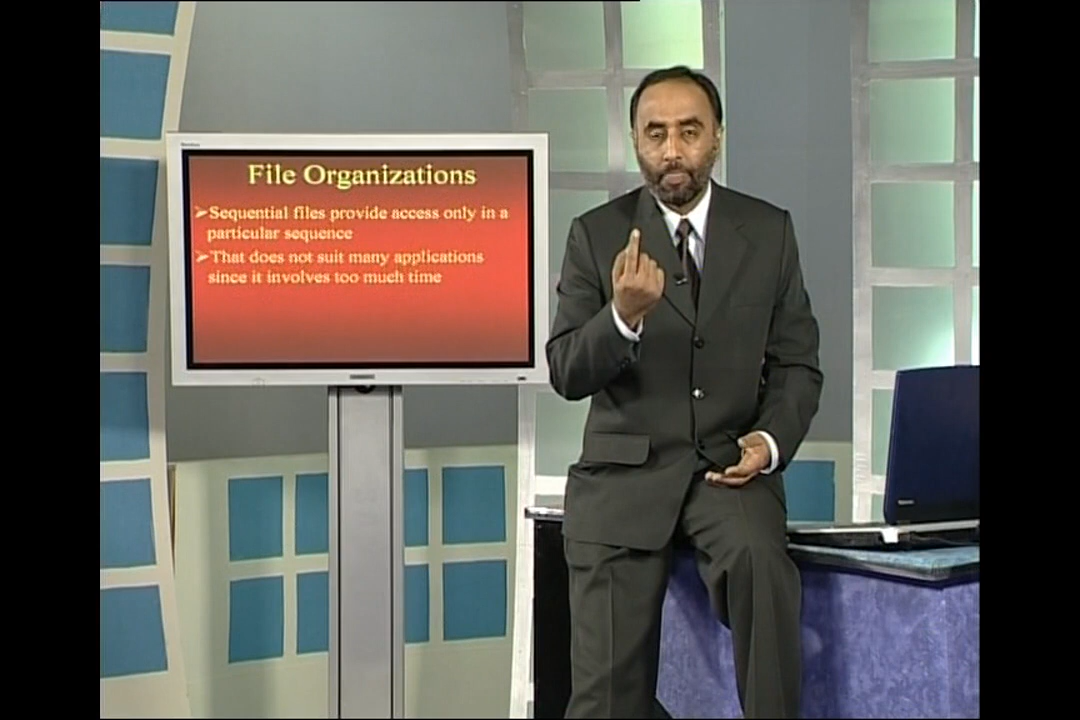 File Organizations
➢Sequential files provide access only in a
particular sequence
➢That does not suit many applications
since it involves too much time